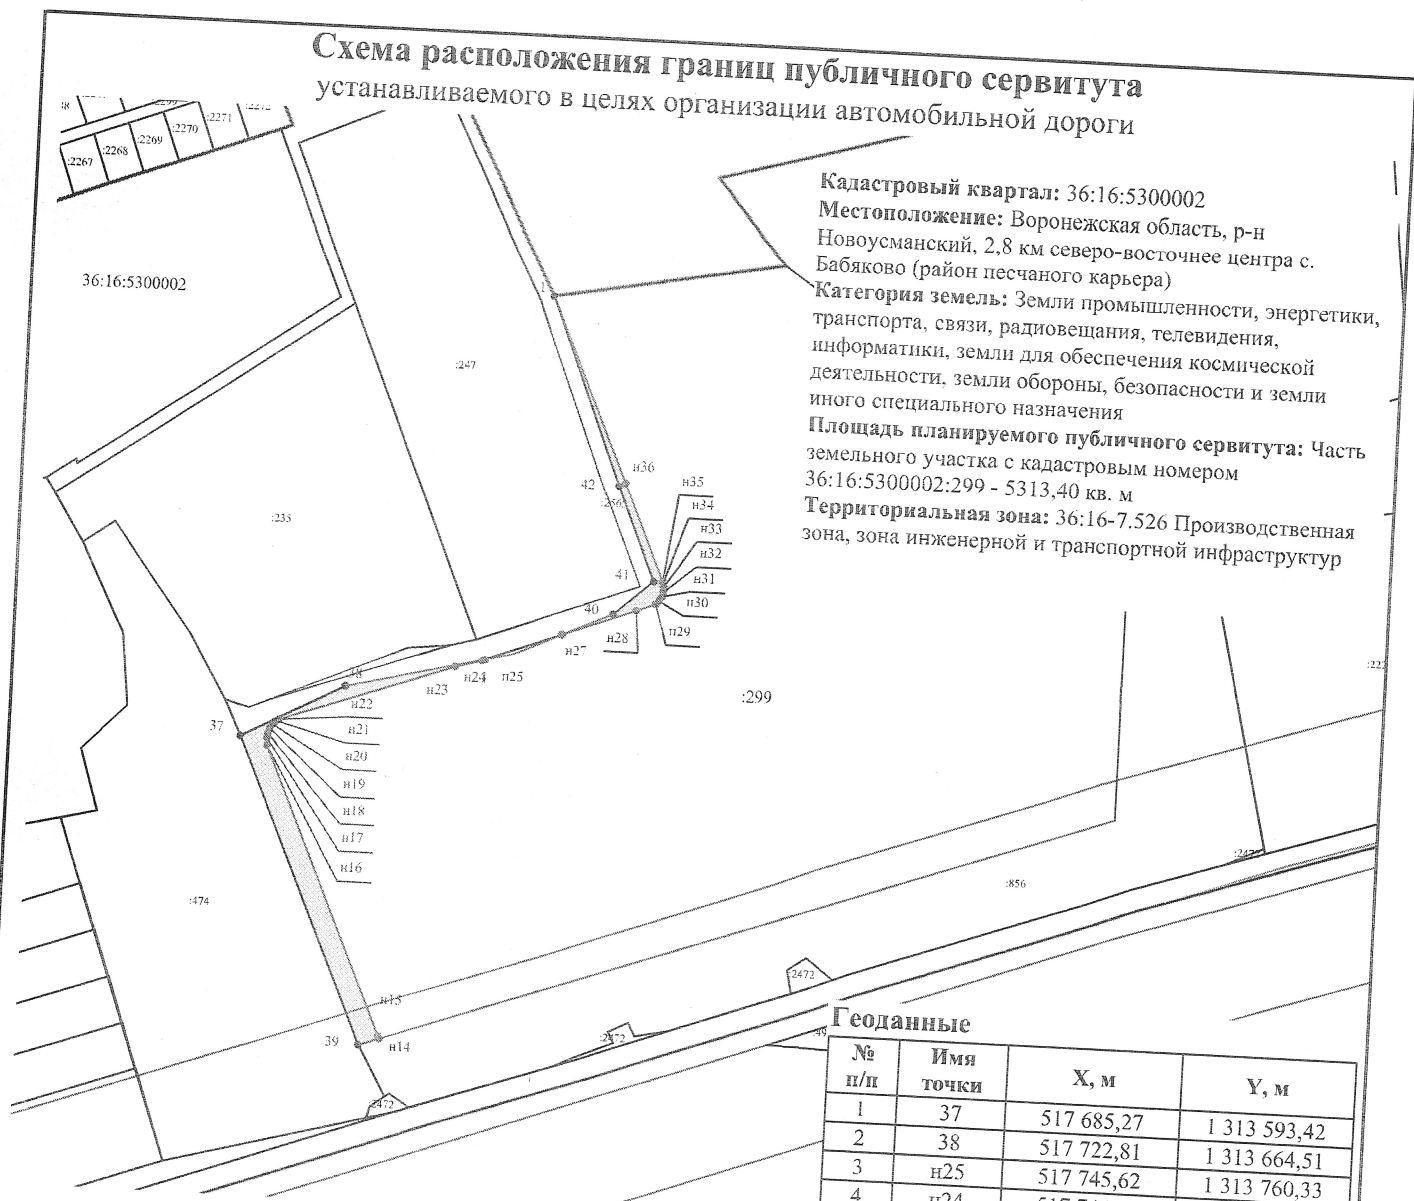 Схема расположения границ публичного сервитута
устанавливаемого в целях организации автомобильной дороги
:2271
:2270
:2269
:2268
:2267
36:16:5300002
Кадастровый квартал: 36:16:5300002
Местоположение: Воронежская область, р-н
Новоусманский, 2,8 км северо-восточнее центра с.
Бабяково (район песчаного карьера)
Категория земель: Земли промышленности, энергетики,
транспорта, связи, радиовещания, телевидения,
информатики, земли для обеспечения космической
деятельности, земли обороны, безопасности и земли
иного специального назначения
Площадь планируемого публичного сервитута: Часть
земельного участка с кадастровым номером
36:16:5300002:299 - 5313,40 кв. м
Территориальная зона: 36:16-7.526 Производственная
зона, зона инженерной и транспортной инфраструктур
1
:247
н36
42
н35
н34
:235
н33
н32
41
н31
н30
40
н29
н28
н27
н25
н24
н23
38
н22
:299
37
н21
н20
н19
н18
н17
н16
:474
:856
:2472
н15
39
н14
:2472
:2472
Геоданные
№ п/п Имя точки X, м Y, м
1 37 517 685,27 1 313 593,42
2 38 517 722,81 1 313 664,51
3 н25 517 745,62 1 313 760,33
4 н24